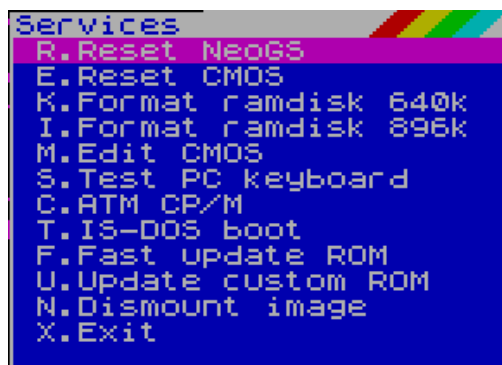 Services
R.Reset NeoGS
E.Reset CMOS
K.Format ramdisk 640k
I.Format ramdisk 896k
M.Edit CMOS
S.Test PC keyboard
C.ATM CP/M
T.IS-DOS boot
F.Fast update ROM
U.Update custom ROM
N.Dismount image
X.Exit